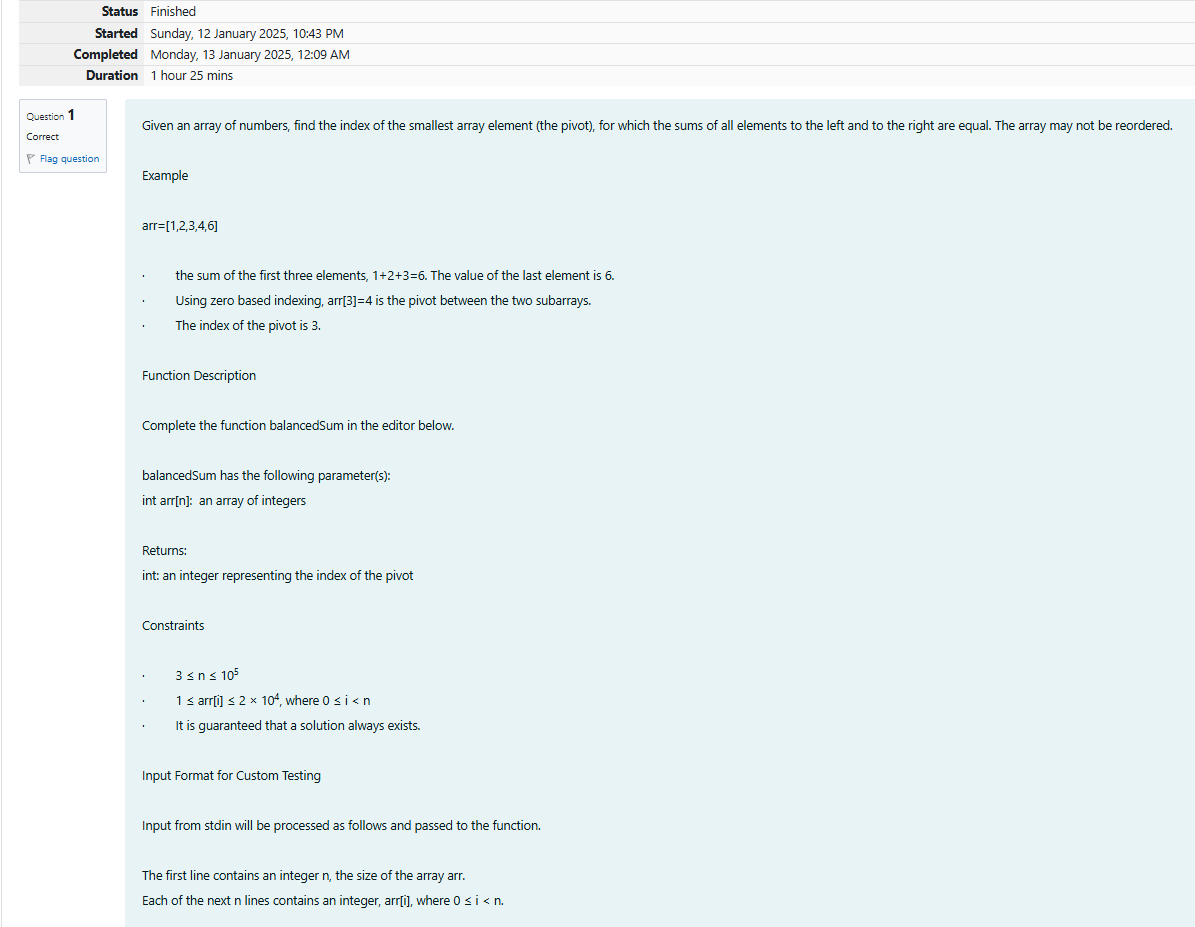 Status Finished
Started Sunday, 12 January 2025, 10:43 PM
Completed Monday, 13 January 2025, 12:09 AM
Duration 1 hour 25 mins
Question 1
Correct
Flag question
Given an array of numbers, find the index of the smallest array element (the pivot), for which the sums of all elements to the left and to the right are equal. The array may not be reordered.
Example
arr=[1,2,3,4,6]
· the sum of the first three elements, 1+2+3=6. The value of the last element is 6.
· Using zero based indexing, arr[3]=4 is the pivot between the two subarrays.
· The index of the pivot is 3.
Function Description
Complete the function balancedSum in the editor below.
balancedSum has the following parameter(s):
int arr[n]: an array of integers
Returns:
int: an integer representing the index of the pivot
Constraints
· 3 ≤ n ≤ 10⁵
· 1 ≤ arr[i] ≤ 2 × 10⁴, where 0 ≤ i < n
· It is guaranteed that a solution always exists.
Input Format for Custom Testing
Input from stdin will be processed as follows and passed to the function.
The first line contains an integer n, the size of the array arr.
Each of the next n lines contains an integer, arr[i], where 0 ≤ i < n.